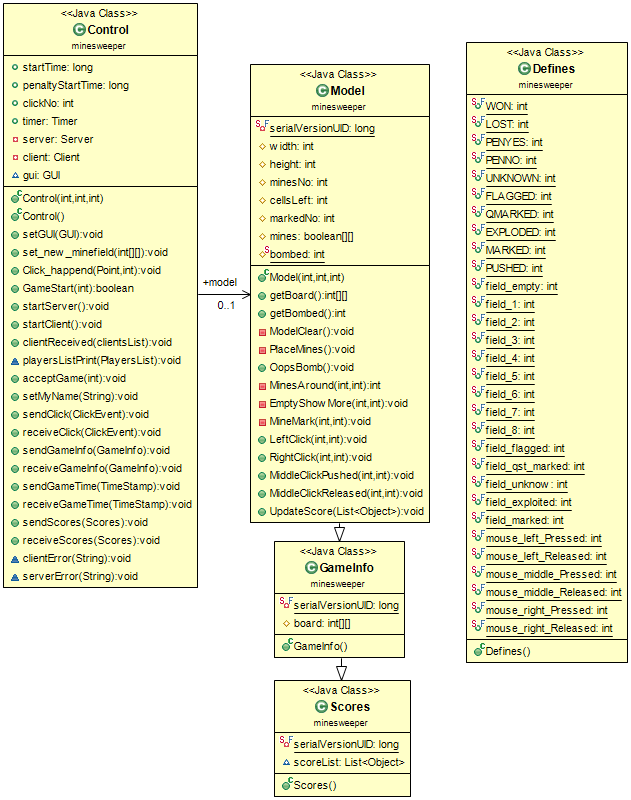 <<Java Class>>
Control
minesweeper
startTime: long
penaltyStartTime: long
clickNo: int
timer: Timer
server: Server
client: Client
gui: GUI
Control(int,int,int)
Control()
setGUI(GUI):void
set_new_minefield(int[][]):void
Click_happend(Point,int):void
GameStart(int):boolean
startServer():void
startClient():void
clientReceived(clientsList):void
playersListPrint(PlayersList):void
acceptGame(int):void
setMyName(String):void
sendClick(ClickEvent):void
receiveClick(ClickEvent):void
sendGameInfo(GameInfo):void
receiveGameInfo(GameInfo):void
sendGameTime(TimeStamp):void
receiveGameTime(TimeStamp):void
sendScores(Scores):void
receiveScores(Scores):void
clientError(String):void
serverError(String):void
+model
0..1
<<Java Class>>
Model
minesweeper
serialVersionUID: long
width: int
height: int
minesNo: int
cellsLeft: int
markedNo: int
mines: boolean[][]
bombed: int
Model(int,int,int)
getBoard():int[][]
getBombed():int
ModelClear():void
PlaceMines():void
OopsBomb():void
MinesAround(int,int):int
EmptyShowMore(int,int):void
MineMark(int,int):void
LeftClick(int,int):void
RightClick(int,int):void
MiddleClickPushed(int,int):void
MiddleClickReleased(int,int):void
UpdateScore(List<Object>):void
<<Java Class>>
GameInfo
minesweeper
serialVersionUID: long
board: int[][]
GameInfo()
<<Java Class>>
Scores
minesweeper
serialVersionUID: long
scoreList: List<Object>
Scores()
<<Java Class>>
Defines
minesweeper
WON: int
LOST: int
PENYES: int
PENNO: int
UNKNOWN: int
FLAGGED: int
QMARKED: int
EXPLODED: int
MARKED: int
PUSHED: int
field_empty: int
field_1: int
field_2: int
field_3: int
field_4: int
field_5: int
field_6: int
field_7: int
field_8: int
field_flagged: int
field_qst_marked: int
field_unknow: int
field_exploited: int
field_marked: int
mouse_left_Pressed: int
mouse_left_Released: int
mouse_middle_Pressed: int
mouse_middle_Released: int
mouse_right_Pressed: int
mouse_right_Released: int
Defines()